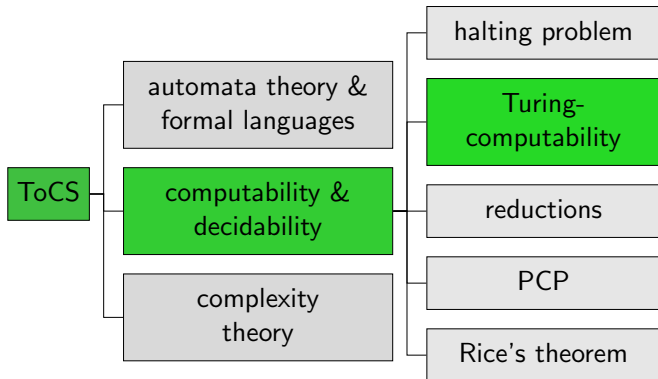 ToCS
automata theory &
formal languages
computability &
decidability
complexity
theory
halting problem
Turing-
computability
reductions
PCP
Rice's theorem